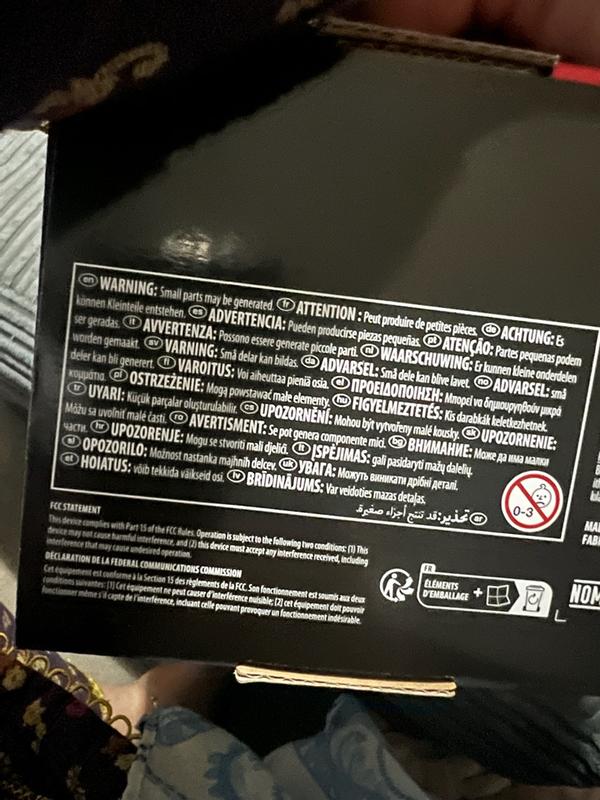 en WARNING: Small parts may be generated. fr ATTENTION : Peut produire de petites pièces. de ACHTUNG: Es
können Kleinteile entstehen. es ADVERTENCIA: Pueden producirse piezas pequeñas. pt ATENÇÃO: Partes pequenas podem
ser geradas. it AVVERTENZA: Possono essere generate piccole parti. nl WAARSCHUWING: Er kunnen kleine onderdelen
worden gemaakt. sv VARNING: Små delar kan bildas. da ADVARSEL: Små dele kan blive lavet. no ADVARSEL: små
deler kan bli generert. fi VAROITUS: Voi aiheuttaa pieniä osia. el ΠΡΟΕΙΔΟΠΟΙΗΣΗ: Μπορεί να δημιουργηθούν μικρά
κομμάτια. pl OSTRZEŻENIE: Mogą powstawać małe elementy. hu FIGYELMEZTETÉS: Kis darabkák keletkezhetnek.
tr UYARI: Küçük parçalar oluşturulabilir. cs UPOZORNĚNÍ: Mohou být vytvořeny malé kousky. sk UPOZORNENIE:
Môžu sa uvoľniť malé časti. ro AVERTISMENT: Se pot genera componente mici. bg ВНИМАНИЕ: Може да има малки
части. hr UPOZORENJE: Mogu se stvoriti mali djelići. lt ĮSPĖJIMAS: gali pasidaryti mažų dalelių.
sl OPOZORILO: Možnost nastanka majhnih delcev. uk УВАГА: Можуть виникати дрібні деталі.
et HOIATUS: võib tekkida väikseid osi. lv BRĪDINĀJUMS: Var veidoties mazas detaļas.
ar تحذير: قد تنتج أجزاء صغيرة.
0-3
FCC STATEMENT
This device complies with Part 15 of the FCC Rules. Operation is subject to the following two conditions: (1) This
device may not cause harmful interference, and (2) this device must accept any interference received, including
interference that may cause undesired operation.
DÉCLARATION DE LA FEDERAL COMMUNICATIONS COMMISSION
Cet équipement est conforme à la Section 15 des règlements de la FCC. Son fonctionnement est soumis aux deux
conditions suivantes: [1] Cet équipement ne peut causer d'interférence nuisible; [2] cet équipement doit pouvoir
fonctionner même s'il capte de l'interférence, incluant celle pouvant provoquer un fonctionnement indésirable.
FR
ÉLÉMENTS
D'EMBALLAGE +